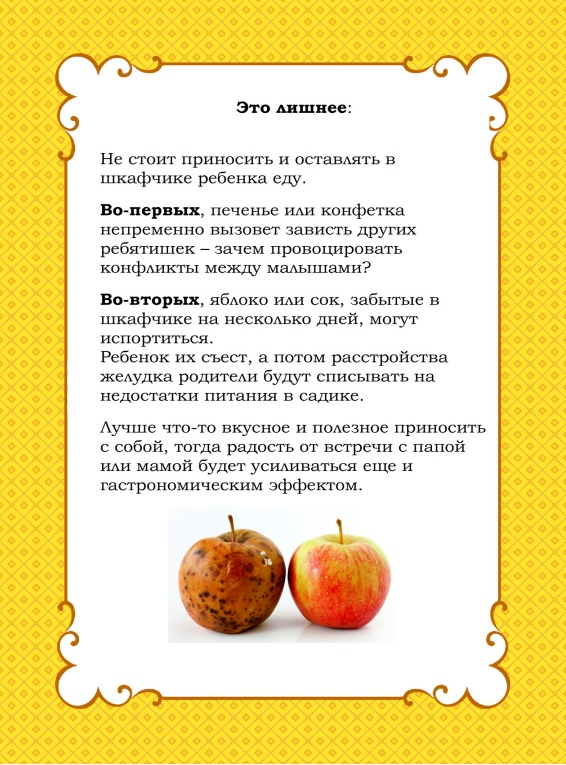 Это лишнее:
Не стоит приносить и оставлять в
шкафчике ребенка еду.
Во-первых, печенье или конфетка
непременно вызовет зависть других
ребятишек – зачем провоцировать
конфликты между малышами?
Во-вторых, яблоко или сок, забытые в
шкафчике на несколько дней, могут
испортиться.
Ребенок их съест, а потом расстройства
желудка родители будут списывать на
недостатки питания в садике.
Лучше что-то вкусное и полезное приносить
с собой, тогда радость от встречи с папой
или мамой будет усиливаться еще и
гастрономическим эффектом.